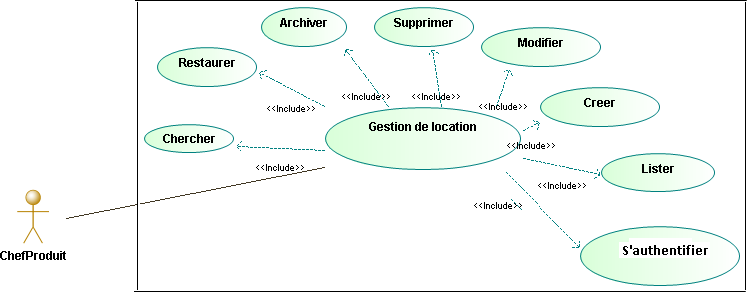 Archiver
Supprimer
Modifier
Restaurer
<<Include>>
<<Include>>
<<Include>>
<<Include>>
Creer
Gestion de location
Chercher
<<Include>>
<<Include>>
Lister
<<Include>>
<<Include>>
S'authentifier
ChefProduit